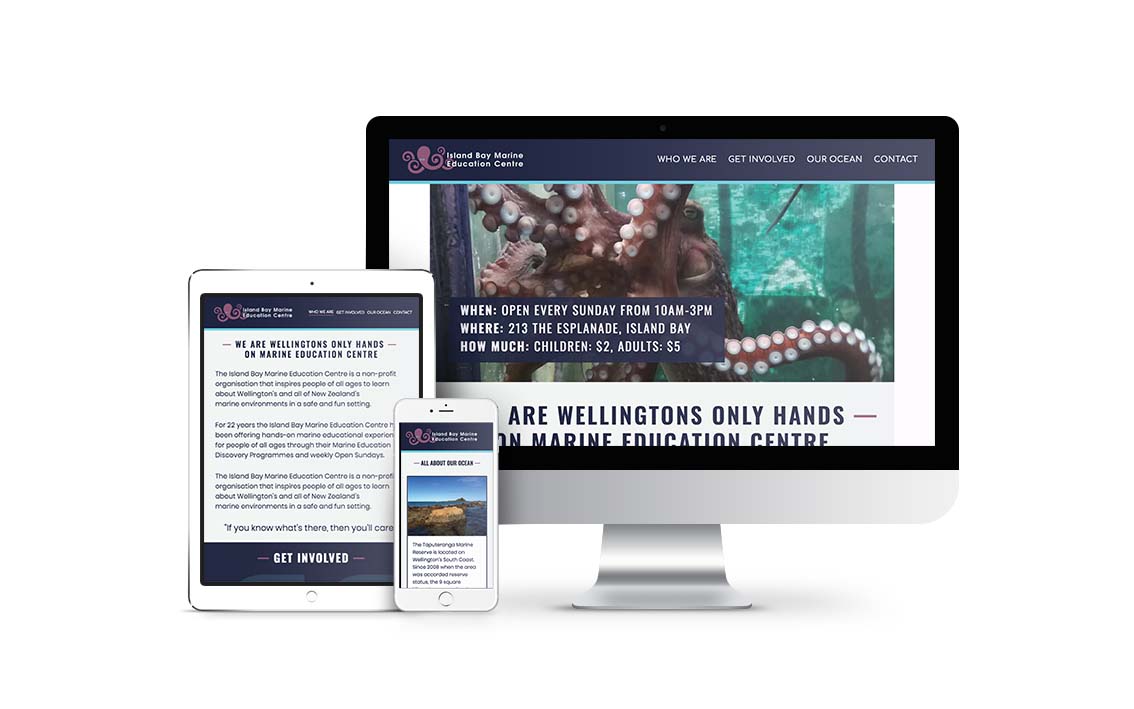 Island Bay Marine
Education Centre
WHO WE ARE GET INVOLVED OUR OCEAN CONTACT
WHEN: OPEN EVERY SUNDAY FROM 10AM-3PM
WHERE: 213 THE ESPLANADE, ISLAND BAY
HOW MUCH: CHILDREN: $2, ADULTS: $5
ARE WELLINGTONS ONLY HANDS —
ON MARINE EDUCATION CENTRE
Island Bay Marine
Education Centre
WHO WE ARE GET INVOLVED OUR OCEAN CONTACT
— WE ARE WELLINGTONS ONLY HANDS —
ON MARINE EDUCATION CENTRE
The Island Bay Marine Education Centre is a non-profit
organisation that inspires people of all ages to learn
about Wellington's and all of New Zealand's
marine environments in a safe and fun setting.
For 22 years the Island Bay Marine Education Centre
been offering hands-on marine educational experien
for people of all ages through their Marine Education
Discovery Programmes and weekly Open Sundays.
The Island Bay Marine Education Centre is a non-profit
organisation that inspires people of all ages to learn
about Wellington's and all of New Zealand's
marine environments in a safe and fun setting.
"If you know what's there, then you'll care
— GET INVOLVED —
Island Bay Marine
Education Centre
— ALL ABOUT OUR OCEAN —
The Taputeranga Marine
Reserve is located on
Wellington's South Coast.
Since 2008 when the area
was accorded reserve
status, the 9 square